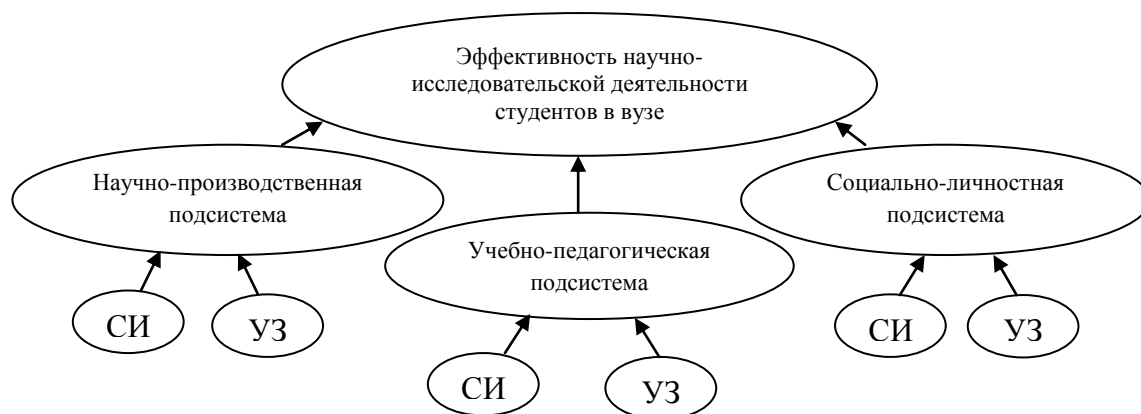 Эффективность научно-
исследовательской деятельности
студентов в вузе
Научно-производственная
подсистема
Социально-личностная
подсистема
Учебно-педагогическая
подсистема
СИ
УЗ
СИ
УЗ
СИ
УЗ